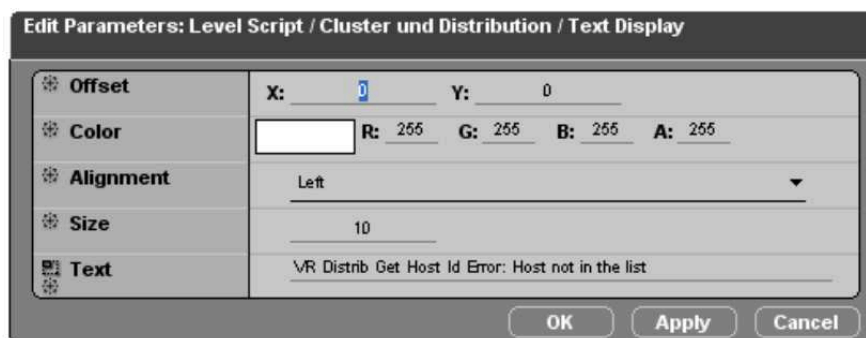 Edit Parameters: Level Script / Cluster und Distribution / Text Display
Offset X: 0 Y: 0
Color R: 255 G: 255 B: 255 A: 255
Alignment Left
Size 10
Text VR Distrib Get Host Id Error: Host not in the list
OK Apply Cancel